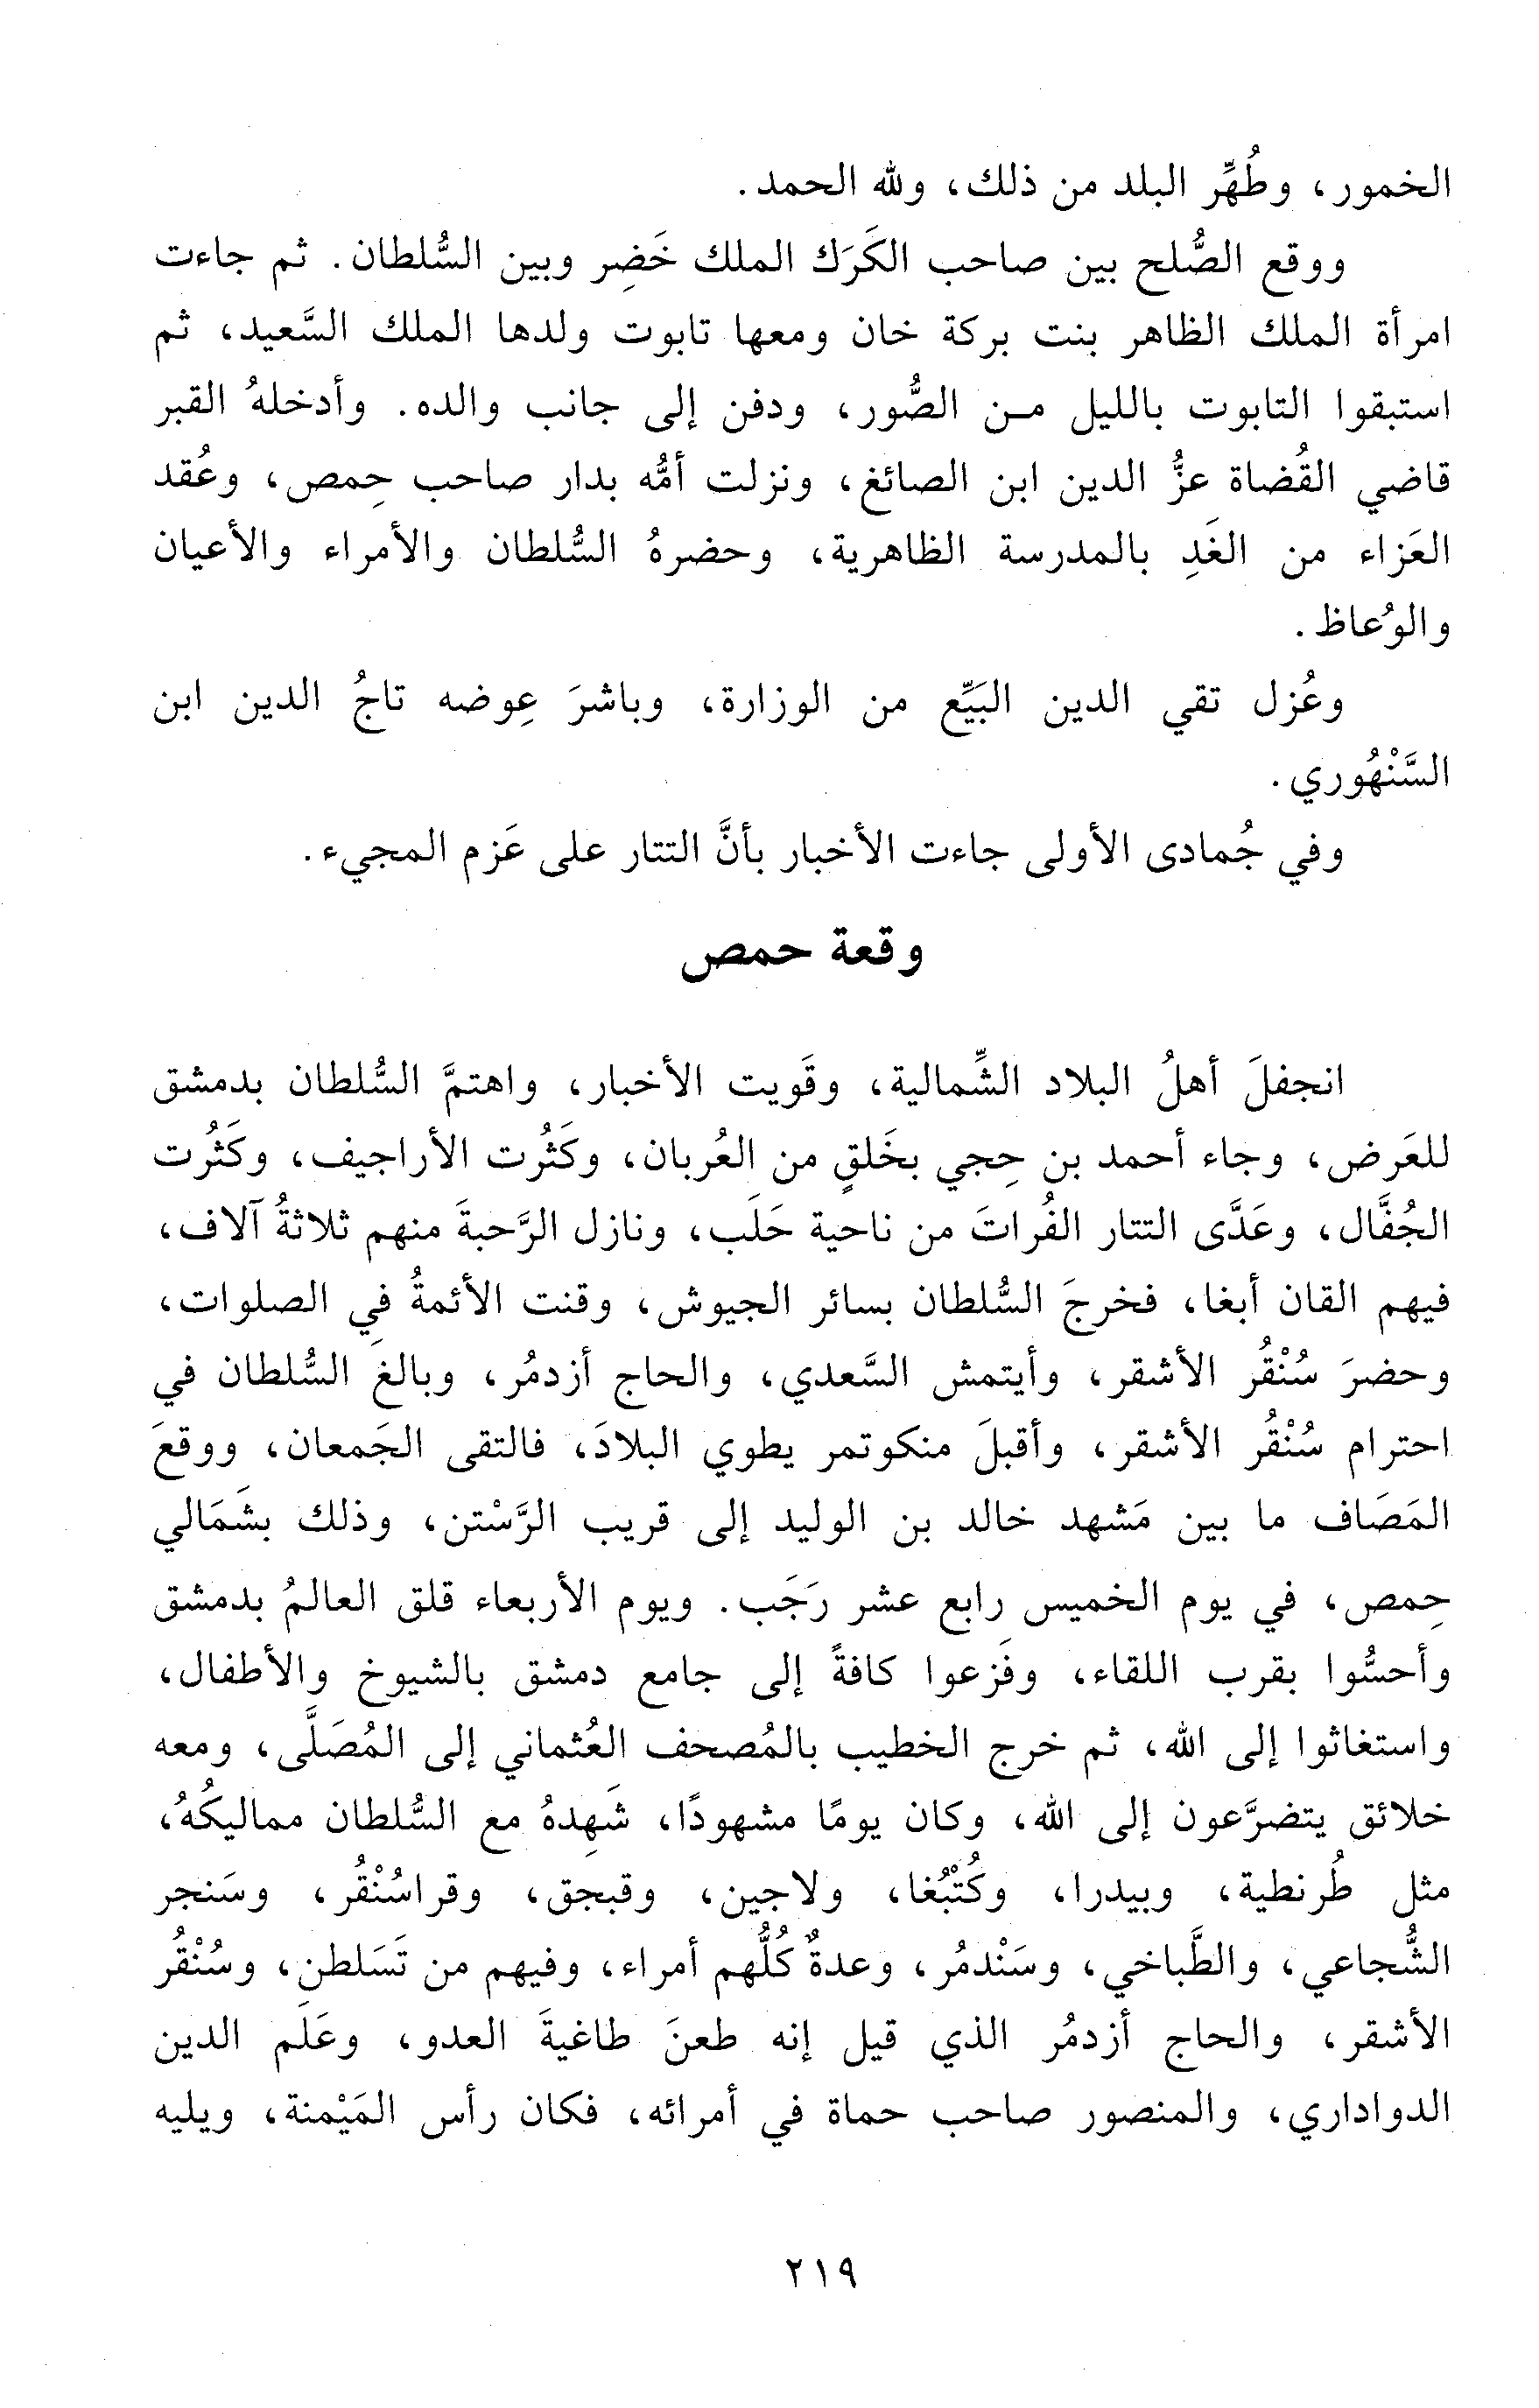 الخمور، وطُهِّر البلد من ذلك، ولله الحمد.
ووقع الصُّلح بين صاحب الكَرَك الملك خَضِر وبين السُّلطان. ثم جاءت
امرأة الملك الظاهر بنت بركة خان ومعها تابوت ولدها الملك السَّعيد، ثم
استبقوا التابوت بالليل من الصُّور، ودفن إلى جانب والده. وأدخلهُ القبر
قاضي القُضاة عزُّ الدين ابن الصائغ، ونزلت أمُّه بدار صاحب حِمص، وعُقد
العَزاء من الغَدِ بالمدرسة الظاهرية، وحضرهُ السُّلطان والأمراء والأعيان
والوُعاظ.
وعُزل تقي الدين البَيِّع من الوزارة، وباشرَ عِوضه تاجُ الدين ابن
السَّنْهُوري.
وفي جُمادى الأولى جاءت الأخبار بأنَّ التتار على عَزم المجيء.
وقعة حمص
انجفلَ أهلُ البلاد الشِّمالية، وقَويت الأخبار، واهتمَّ السُّلطان بدمشق
للعَرض، وجاء أحمد بن حِجي بخَلقٍ من العُربان، وكَثُرت الأراجيف، وكَثُرت
الجُفَّال، وعَدَّى التتار الفُراتَ من ناحية حَلَب، ونازل الرَّحبةَ منهم ثلاثةُ آلاف،
فيهم القان أبغا، فخرجَ السُّلطان بسائر الجيوش، وقنت الأئمةُ في الصلوات،
وحضرَ سُنْقُر الأشقر، وأيتمش السَّعدي، والحاج أزدمُر، وبالغَ السُّلطان في
احترام سُنْقُر الأشقر، وأقبلَ منكوتمر يطوي البلادَ، فالتقى الجَمعان، ووقعَ
المَصَاف ما بين مَشهد خالد بن الوليد إلى قريب الرَّسْتن، وذلك بشَمَالي
حِمص، في يوم الخميس رابع عشر رَجَب. ويوم الأربعاء قلق العالمُ بدمشق
وأحسُّوا بقرب اللقاء، وفَزعوا كافةً إلى جامع دمشق بالشيوخ والأطفال،
واستغاثوا إلى الله، ثم خرج الخطيب بالمُصحف العُثماني إلى المُصَلَّى، ومعه
خلائق يتضرَّعون إلى الله، وكان يومًا مشهودًا، شَهِدهُ مع السُّلطان مماليكُهُ،
مثل طُرنطية، وبيدرا، وكُتْبُغا، ولاجين، وقبجق، وقراسُنْقُر، وسَنجر
الشُّجاعي، والطَّباخي، وسَنْدمُر، وعدةٌ كُلُّهم أمراء، وفيهم من تَسَلطن، وسُنْقُر
الأشقر، والحاج أزدمُر الذي قيل إنه طعنَ طاغيةَ العدو، وعَلَم الدين
الدواداري، والمنصور صاحب حماة في أمرائه، فكان رأس المَيْمنة، ويليه
٢١٩